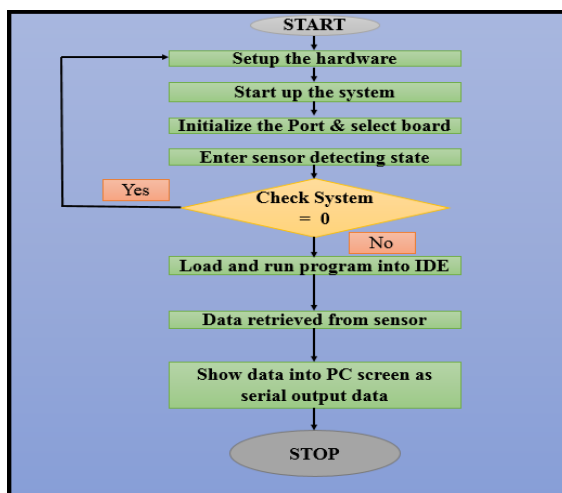 START
Setup the hardware
Start up the system
Initialize the Port & select board
Enter sensor detecting state
Yes
Check System
= 0
No
Load and run program into IDE
Data retrieved from sensor
Show data into PC screen as
serial output data
STOP